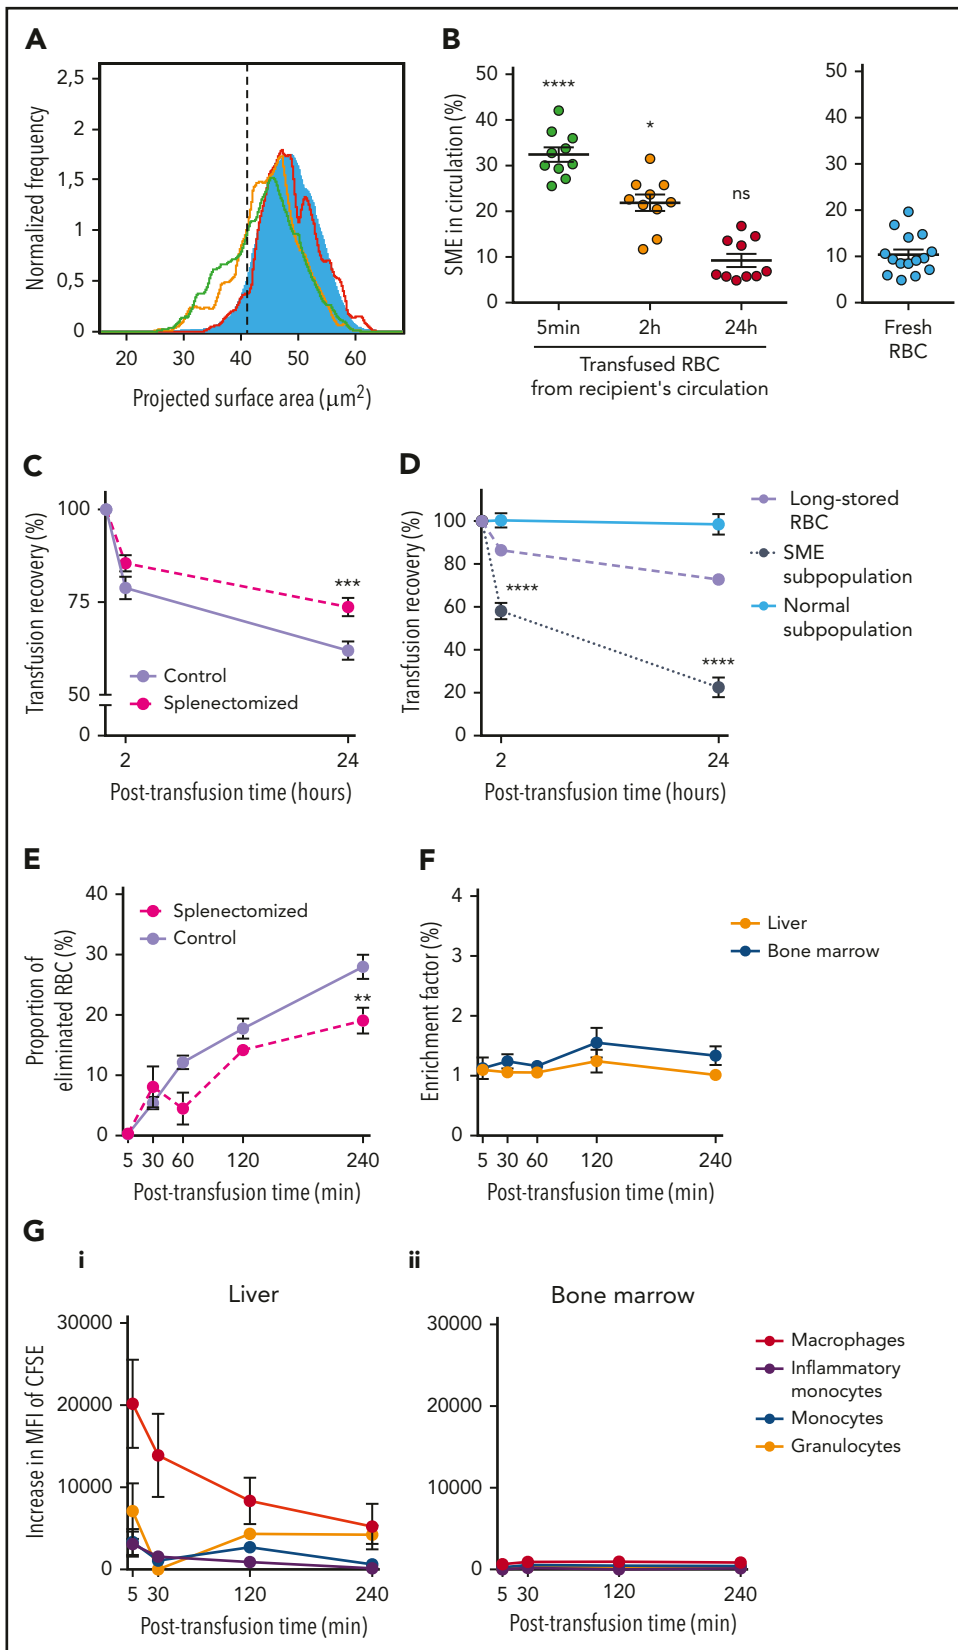 A
2,5
2
1,5
1
0,5
0
Normalized frequency
20 30 40 50 60
Projected surface area (μm²)
B
50
40
30
20
10
0
SME in circulation (%)
****
*
ns
5min 2h 24h
Transfused RBC
from recipient's circulation
50
40
30
20
10
0
Fresh
RBC
C
100
75
50
0
Transfusion recovery (%)
***
Control
Splenectomized
2 24
Post-transfusion time (hours)
D
100
80
60
40
20
0
Transfusion recovery (%)
****
****
2 24
Post-transfusion time (hours)
Long-stored
RBC
SME
subpopulation
Normal
subpopulation
E
40
30
20
10
0
Proportion of
eliminated RBC (%)
Splenectomized
Control
**
5 30 60 120 240
Post-transfusion time (min)
F
4
3
2
1
0
Enrichment factor (%)
5 30 60 120 240
Post-transfusion time (min)
Liver
Bone marrow
G
i
Liver
30000
20000
10000
0
Increase in MFI of CFSE
5 30 120 240
Post-transfusion time (min)
ii
Bone marrow
30000
20000
10000
0
5 30 120 240
Post-transfusion time (min)
Macrophages
Inflammatory
monocytes
Monocytes
Granulocytes